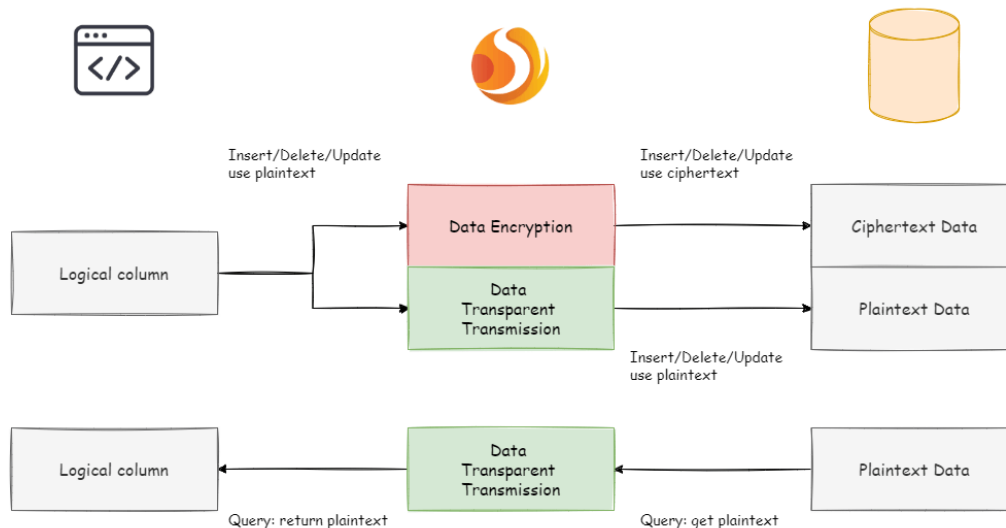 </>
Insert/Delete/Update
use plaintext
Insert/Delete/Update
use ciphertext
Logical column
Data Encryption
Ciphertext Data
Data
Transparent
Transmission
Plaintext Data
Insert/Delete/Update
use plaintext
Logical column
Data
Transparent
Transmission
Plaintext Data
Query: return plaintext
Query: get plaintext